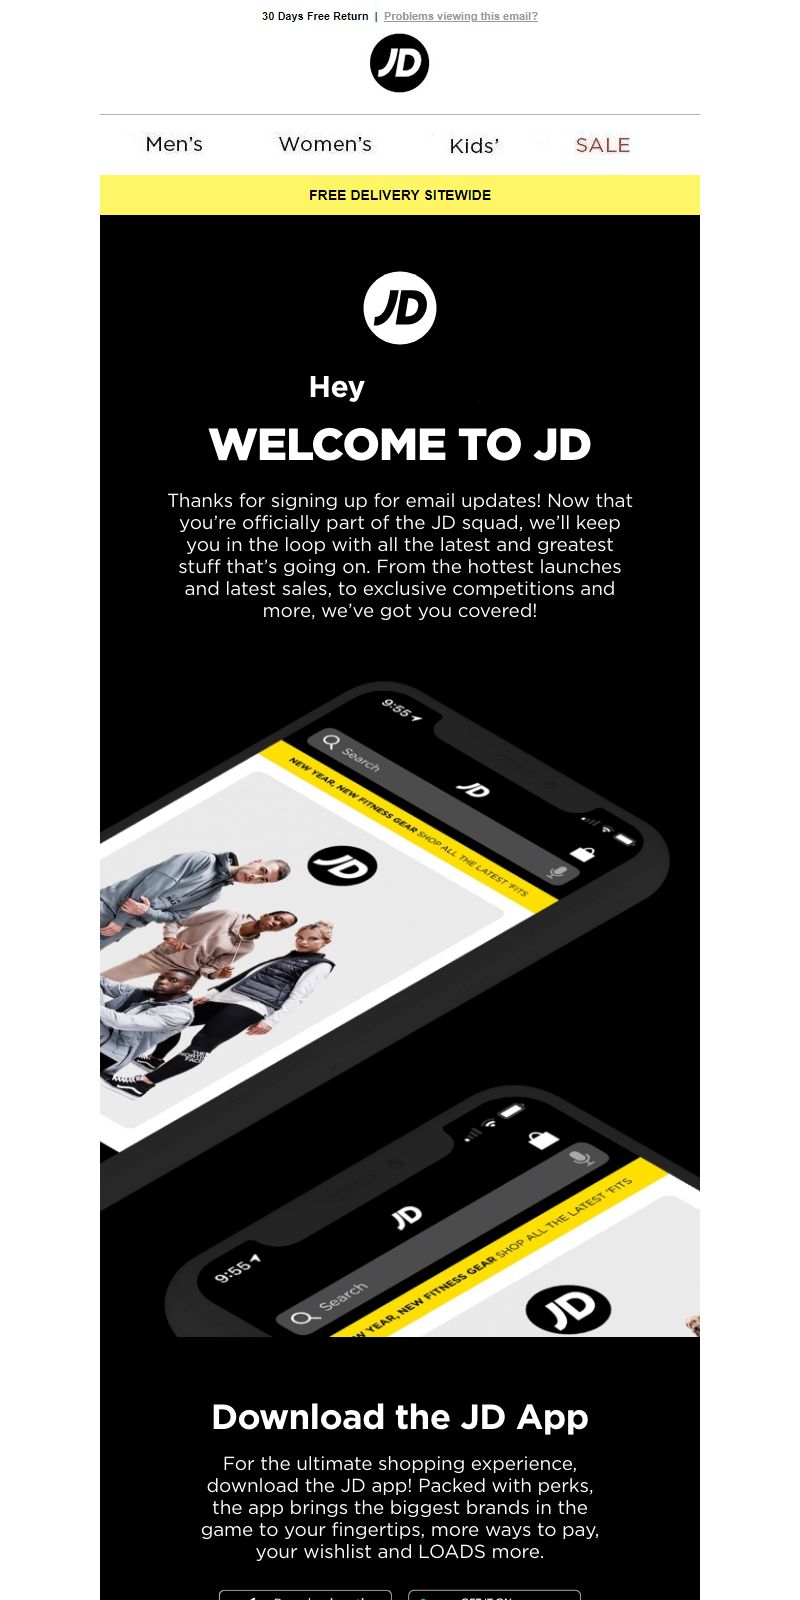 30 Days Free Return | Problems viewing this email?
JD
Men's Women's Kids' SALE
FREE DELIVERY SITEWIDE
JD
Hey
WELCOME TO JD
Thanks for signing up for email updates! Now that
you're officially part of the JD squad, we'll keep
you in the loop with all the latest and greatest
stuff that's going on. From the hottest launches
and latest sales, to exclusive competitions and
more, we've got you covered!
9:55
Search
JD
NEW YEAR, NEW FITNESS GEAR SHOP ALL THE LATEST 'FITS
JD
THE NORTH FACE
9:55
JD
Search
W YEAR, NEW FITNESS GEAR SHOP ALL THE LATEST 'FITS
JD
Download the JD App
For the ultimate shopping experience,
download the JD app! Packed with perks,
the app brings the biggest brands in the
game to your fingertips, more ways to pay,
your wishlist and LOADS more.